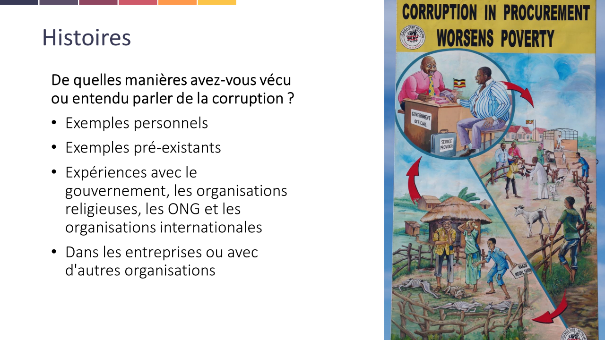 Histoires
De quelles manières avez-vous vécu
ou entendu parler de la corruption ?
• Exemples personnels
• Exemples pré-existants
• Expériences avec le
gouvernement, les organisations
religieuses, les ONG et les
organisations internationales
• Dans les entreprises ou avec
d'autres organisations
CORRUPTION IN PROCUREMENT
WORSENS POVERTY
GOVERNMENT